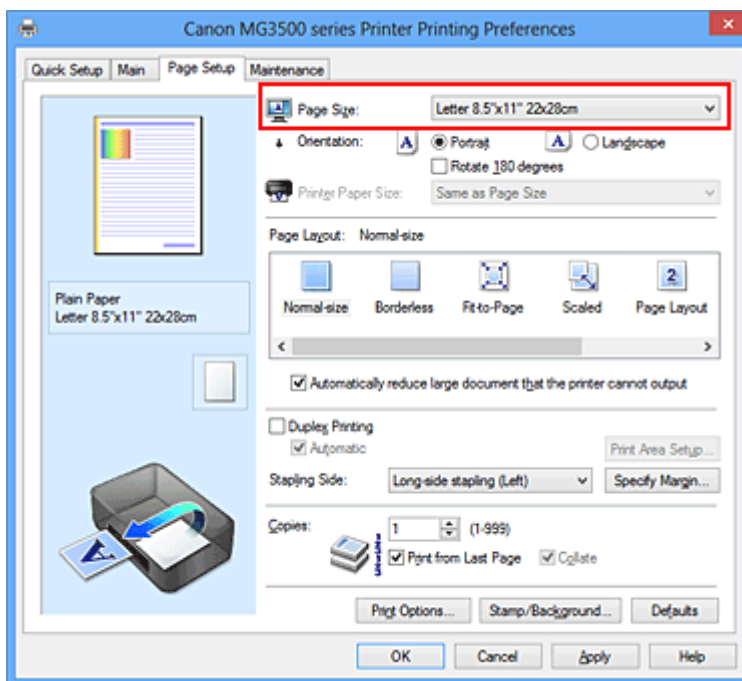 Canon MG3500 series Printer Printing Preferences
Quick Setup Main Page Setup Maintenance
Page Size: Letter 8.5"x11" 22x28cm
Orientation: A Portrait A Landscape
Rotate 180 degrees
Printer Paper Size: Same as Page Size
Page Layout: Normal-size
Normal-size Borderless Fit-to-Page Scaled Page Layout
Plain Paper
Letter 8.5"x11" 22x28cm
Automatically reduce large document that the printer cannot output
Duplex Printing
Automatic
Print Area Setup...
Stapling Side: Long-side stapling (Left) Specify Margin...
Copies: 1 (1-999)
Print from Last Page Collate
Print Options... Stamp/Background... Defaults
OK Cancel Apply Help